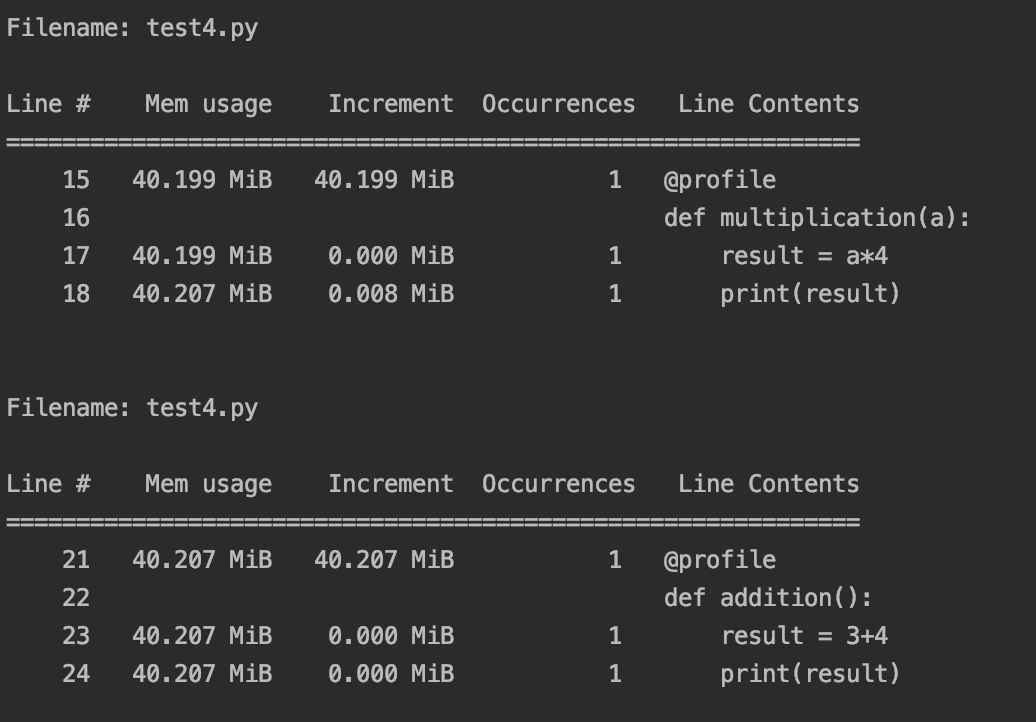 Filename: test4.py
Line #    Mem usage    Increment  Occurrences   Line Contents
=============================================================
    15   40.199 MiB   40.199 MiB           1   @profile
    16                                         def multiplication(a):
    17   40.199 MiB    0.000 MiB           1       result = a*4
    18   40.207 MiB    0.008 MiB           1       print(result)
Filename: test4.py
Line #    Mem usage    Increment  Occurrences   Line Contents
=============================================================
    21   40.207 MiB   40.207 MiB           1   @profile
    22                                         def addition():
    23   40.207 MiB    0.000 MiB           1       result = 3+4
    24   40.207 MiB    0.000 MiB           1       print(result)